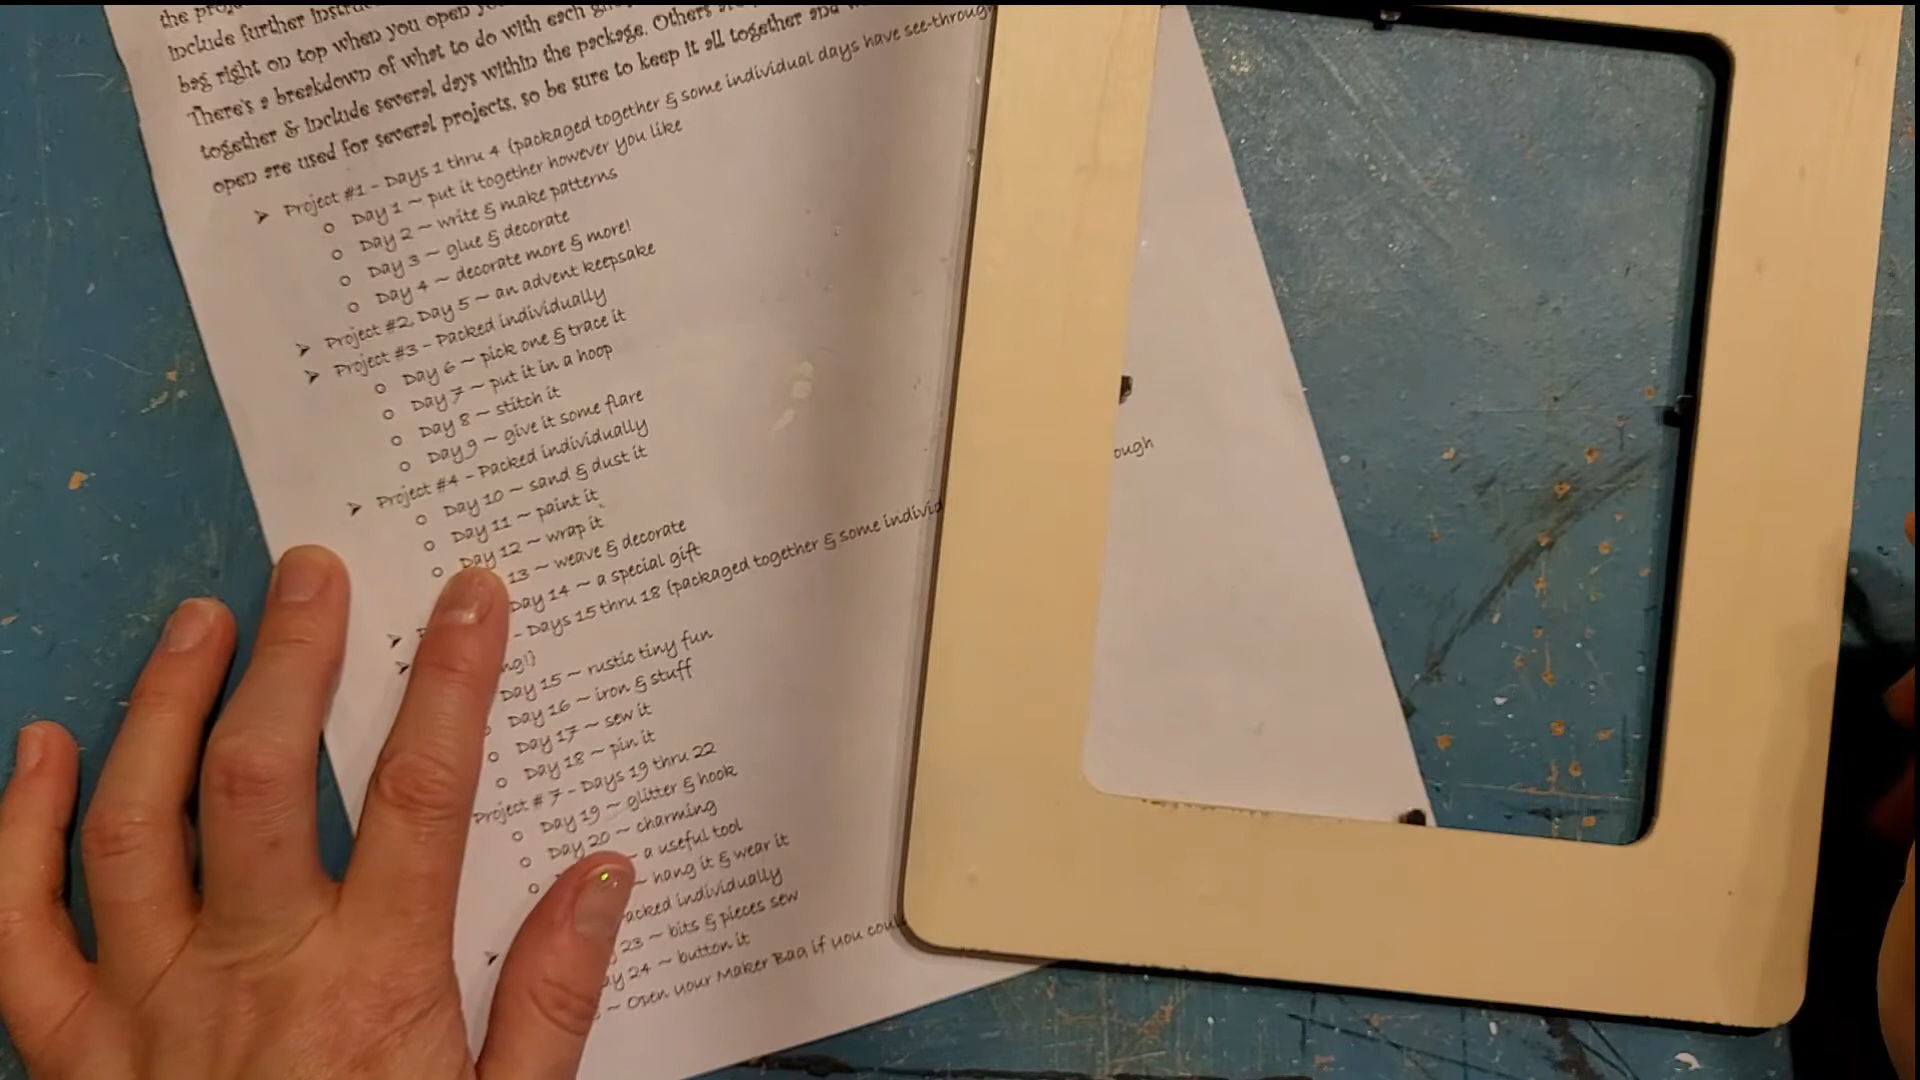 the proje
include further instruc
bag right on top when you open yo
There's a breakdown of what to do with each
together & include several days within the package. Others
open are used for several projects, so be sure to keep it all together and
➢ Project #1 - Days 1 thru 4 {packaged together & some individual days have see-through
o Day 1 ~ put it together however you like
o Day 2 ~ write & make patterns
o Day 3 ~ glue & decorate
o Day 4 ~ decorate more & more!
➢ Project #2, Day 5 ~ an advent keepsake
➢ Project #3 - Packed individually
o Day 6 ~ pick one & trace it
o Day 7 ~ put it in a hoop
o Day 8 ~ stitch it
o Day 9 ~ give it some flare
➢ Project #4 - Packed individually
o Day 10 ~ sand & dust it
o Day 11 ~ paint it
o Day 12 ~ wrap it
13 ~ weave & decorate
➢ Day 14 ~ a special gift
➢ - Days 15 thru 18 {packaged together & some individ ough
ng!}
Day 15 ~ rustic tiny fun
o Day 16 ~ iron & stuff
o Day 17 ~ sew it
o Day 18 ~ pin it
Project # 7 - Days 19 thru 22
o Day 19 ~ glitter & hook
o Day 20 ~ charming
o ~ a useful tool
~ hang it & wear it
➢ acked individually
23 ~ bits & pieces sew
ay 24 ~ button it
~ Open your Maker Bag if you coul